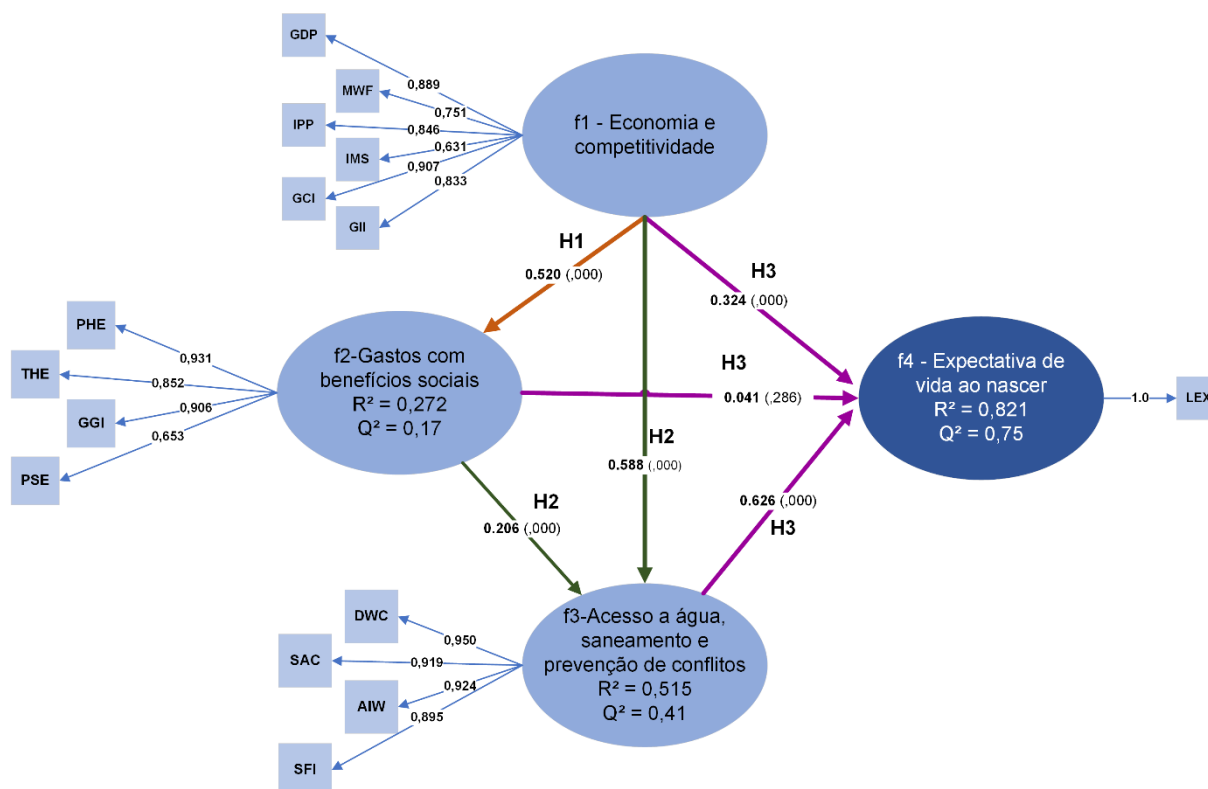 GDP
0,889
MWF
0,751
IPP
0,846
IMS
0,631
GCI
0,907
GII
0,833
f1 - Economia e
competitividade
H1
0.520 (,000)
H3
0.324 (,000)
PHE
0,931
THE
0,852
GGI
0,906
PSE
0,653
f2-Gastos com
benefícios sociais
R² = 0,272
Q² = 0,17
H3
0.041 (,286)
f4 - Expectativa de
vida ao nascer
R² = 0,821
Q² = 0,75
1.0
LEX
H2
0.588 (,000)
H2
0.206 (,000)
0.626 (,000)
H3
DWC
0,950
SAC
0,919
AIW
0,924
SFI
0,895
f3-Acesso a água,
saneamento e
prevenção de conflitos
R² = 0,515
Q² = 0,41